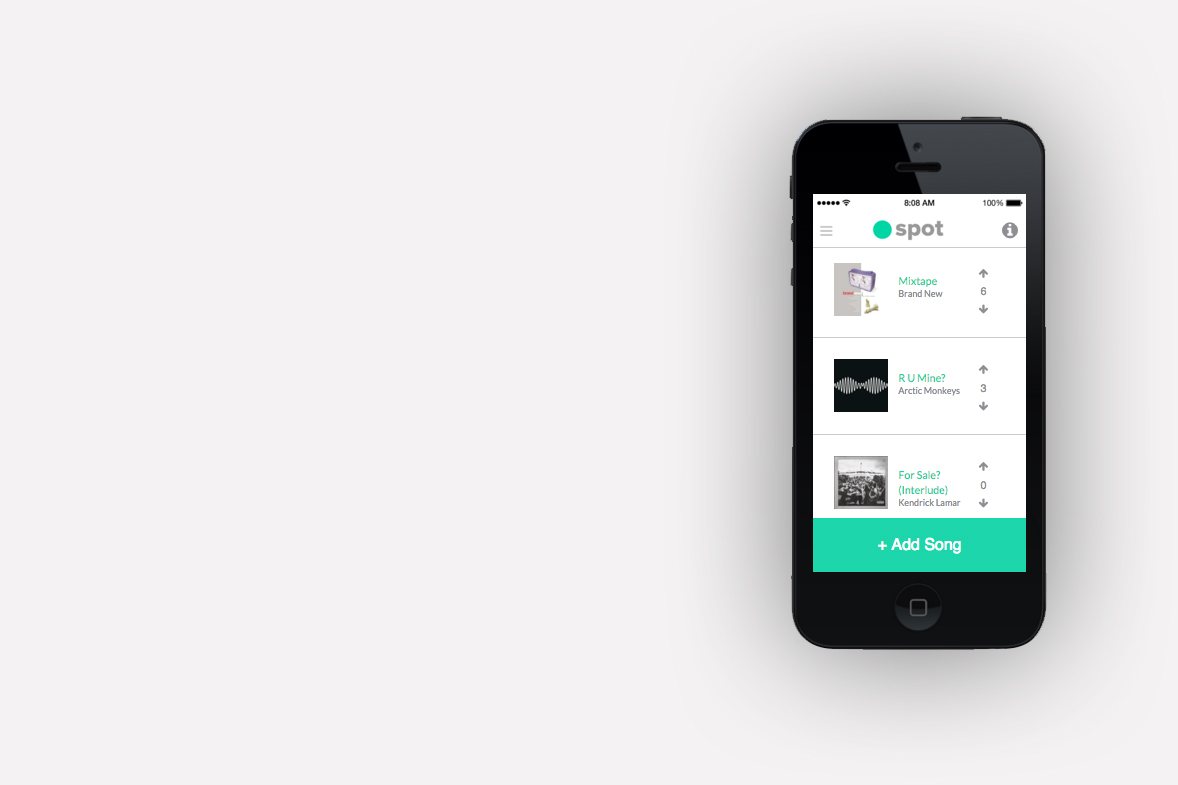 8:08 AM 100%
spot
Mixtape
Brand New
6
R U Mine?
Arctic Monkeys
3
For Sale?
(Interlude)
Kendrick Lamar
0
+ Add Song